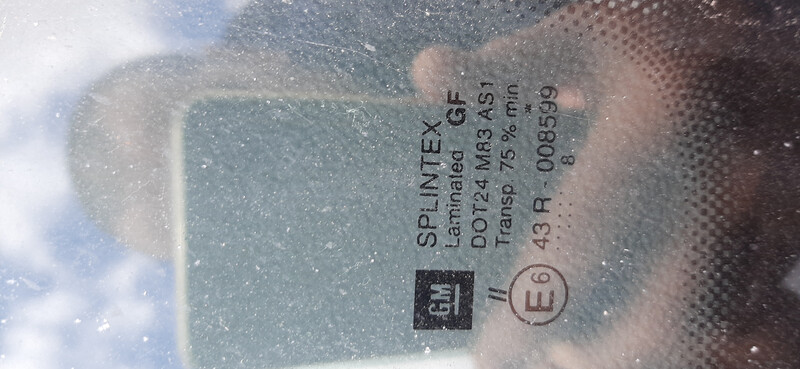 GM
SPLINTEX
Laminated GF
DOT24 M83 AS1
// Transp 75 % min
E6 43 R - 008599
....... 8